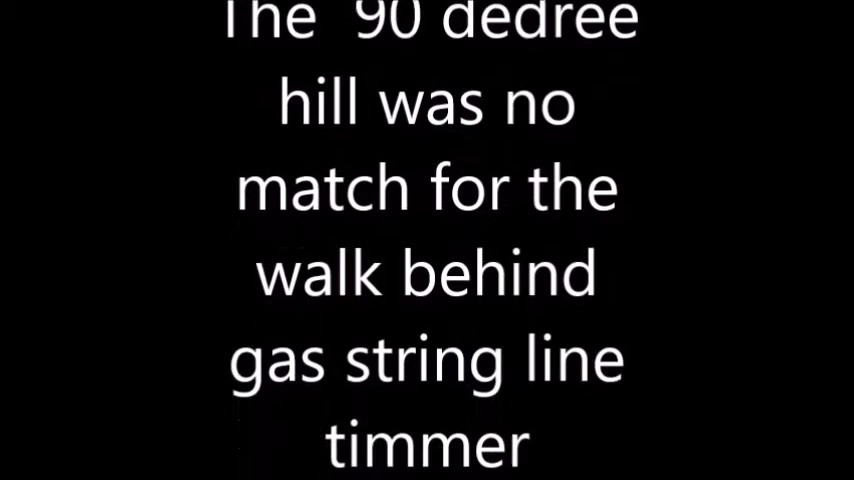 The 90 dedree
hill was no
match for the
walk behind
gas string line
timmer